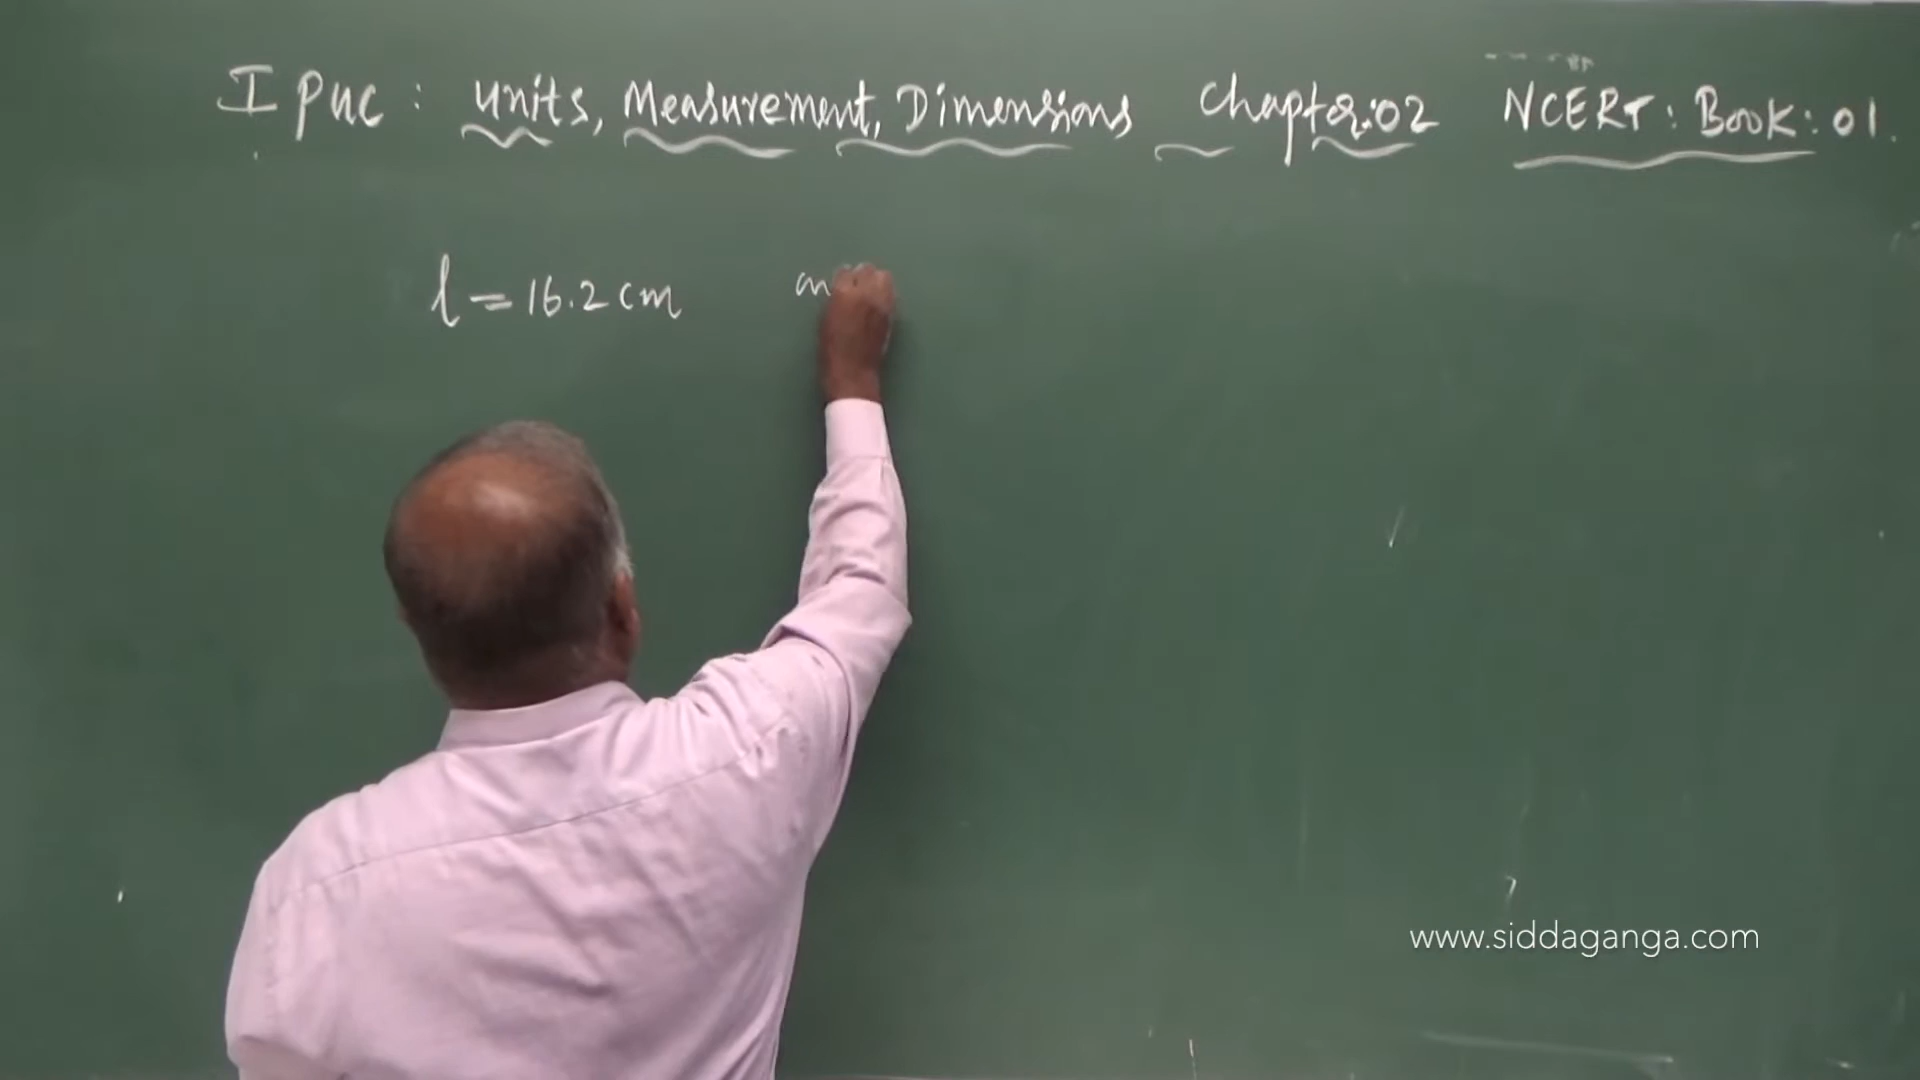 I PUC : Units, Measurement, Dimensions Chapter:02 NCERT: Book: 01.
l = 16.2 cm
www.siddaganga.com